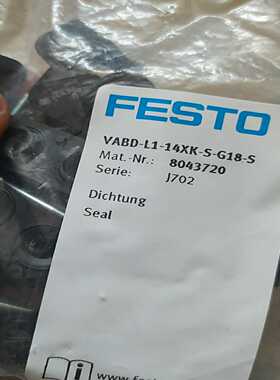 FESTO
VABD-L1-14XK-S-G18-S
Mat.-Nr.: 8043720
Serie: J702
Dichtung
Seal